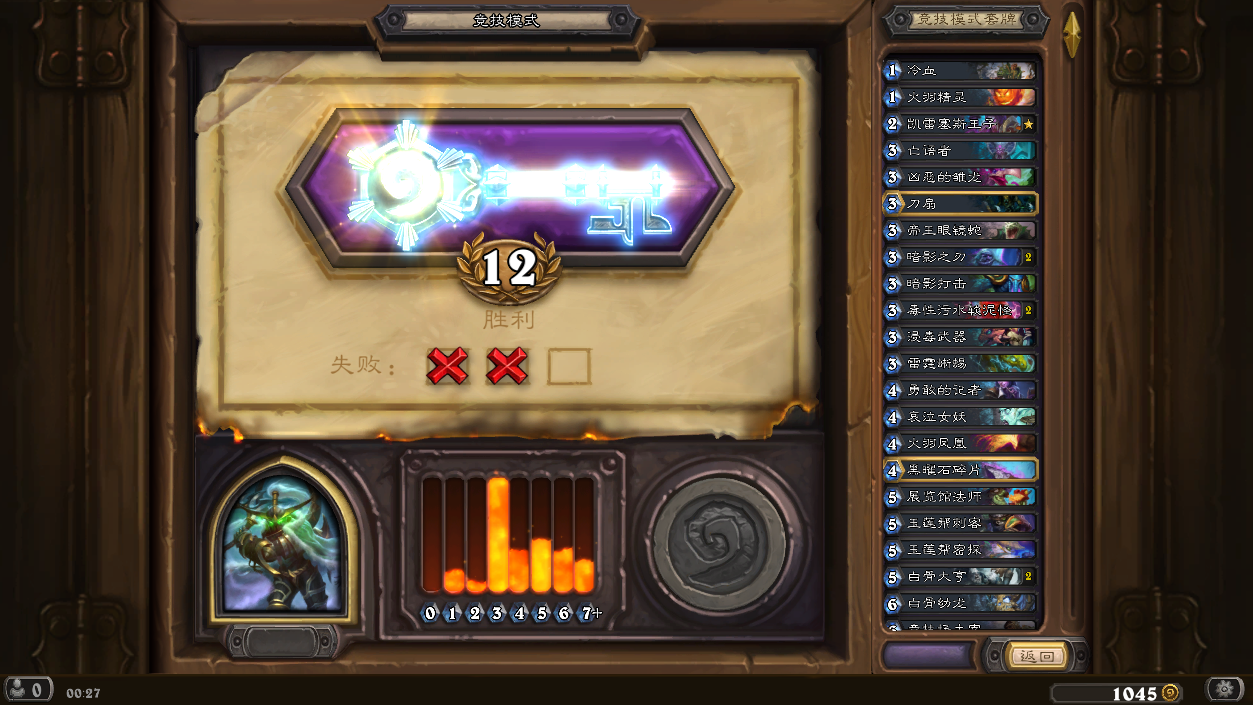 竞技模式
12
胜利
失败：
0 1 2 3 4 5 6 7+
竞技模式套牌
1 冷血
1 火羽精灵
2 凯雷塞斯王子
3 亡语者
3 凶恶的雏龙
3 刀扇
3 帝王眼镜蛇
3 暗影之刃 2
3 暗影打击
3 毒性污水软泥怪 2
3 浸毒武器
3 雷霆蜥蜴
4 勇敢的记者
4 哀泣女妖
4 火羽凤凰
4 黑曜石碎片
5 展览馆法师
5 玉莲帮刺客
5 玉莲帮密探
5 白骨大亨 2
6 白骨幼龙
返回
0
00:27
1045